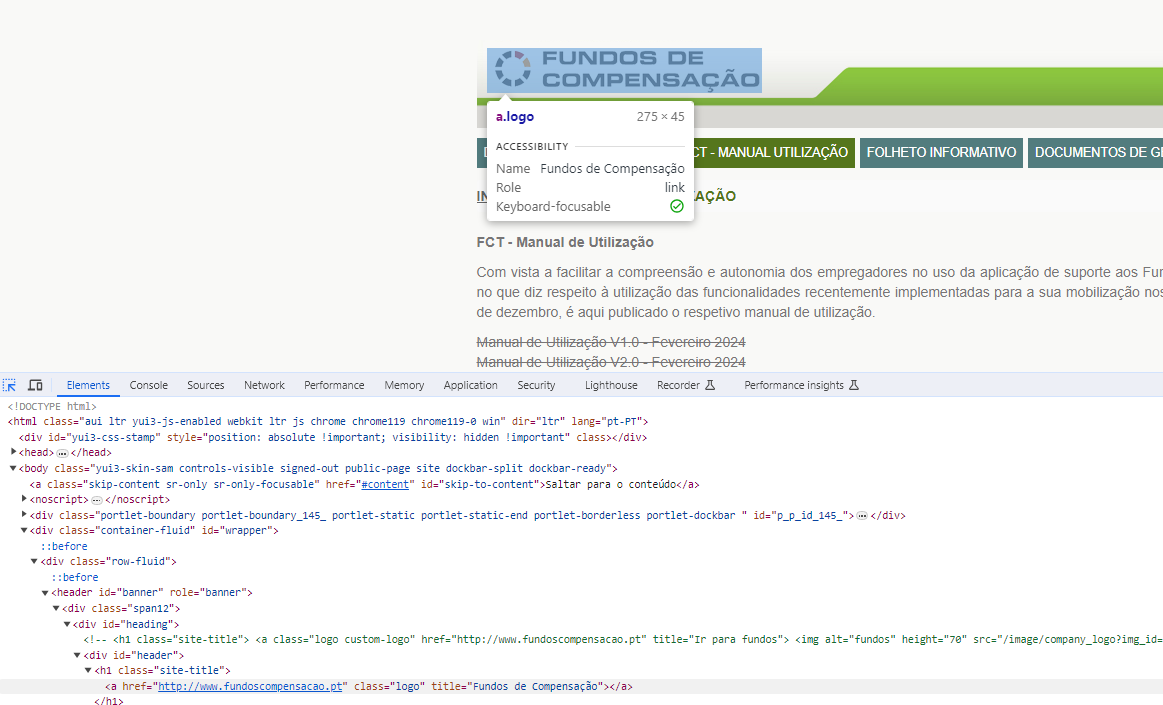 FUNDOS DE
COMPENSAÇÃO
a.logo 275 × 45
ACCESSIBILITY
Name Fundos de Compensação
Role link
Keyboard-focusable
CT - MANUAL UTILIZAÇÃO FOLHETO INFORMATIVO DOCUMENTOS DE
IN ZAÇÃO
FCT - Manual de Utilização
Com vista a facilitar a compreensão e autonomia dos empregadores no uso da aplicação de suporte aos Fu
no que diz respeito à utilização das funcionalidades recentemente implementadas para a sua mobilização nos
de dezembro, é aqui publicado o respetivo manual de utilização.
Manual de Utilização V1.0 - Fevereiro 2024
Manual de Utilização V2.0 - Fevereiro 2024
Elements Console Sources Network Performance Memory Application Security Lighthouse Recorder Performance insights
<!DOCTYPE html>
<html class="aui ltr yui3-js-enabled webkit ltr js chrome chrome119 chrome119-0 win" dir="ltr" lang="pt-PT">
<div id="yui3-css-stamp" style="position: absolute !important; visibility: hidden !important" class></div>
<head>…</head>
<body class="yui3-skin-sam controls-visible signed-out public-page site dockbar-split dockbar-ready">
<a class="skip-content sr-only sr-only-focusable" href="#content" id="skip-to-content">Saltar para o conteúdo</a>
<noscript>…</noscript>
<div class="portlet-boundary portlet-boundary_145_ portlet-static portlet-static-end portlet-borderless portlet-dockbar " id="p_p_id_145_">…</div>
<div class="container-fluid" id="wrapper">
::before
<div class="row-fluid">
::before
<header id="banner" role="banner">
<div class="span12">
<div id="heading">
<!-- <h1 class="site-title"> <a class="logo custom-logo" href="http://www.fundoscompensacao.pt" title="Ir para fundos"> <img alt="fundos" height="70" src="/image/company_logo?img_id=
<div id="header">
<h1 class="site-title">
<a href="http://www.fundoscompensacao.pt" class="logo" title="Fundos de Compensação"></a>
</h1>